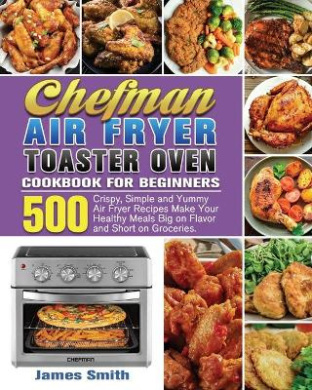 Chefman
AIR FRYER
TOASTER OVEN
COOKBOOK FOR BEGINNERS
500
Crispy, Simple and Yummy
Air Fryer Recipes Make Your
Healthy Meals Big on Flavor
and Short on Groceries.
CHEFMAN
James Smith